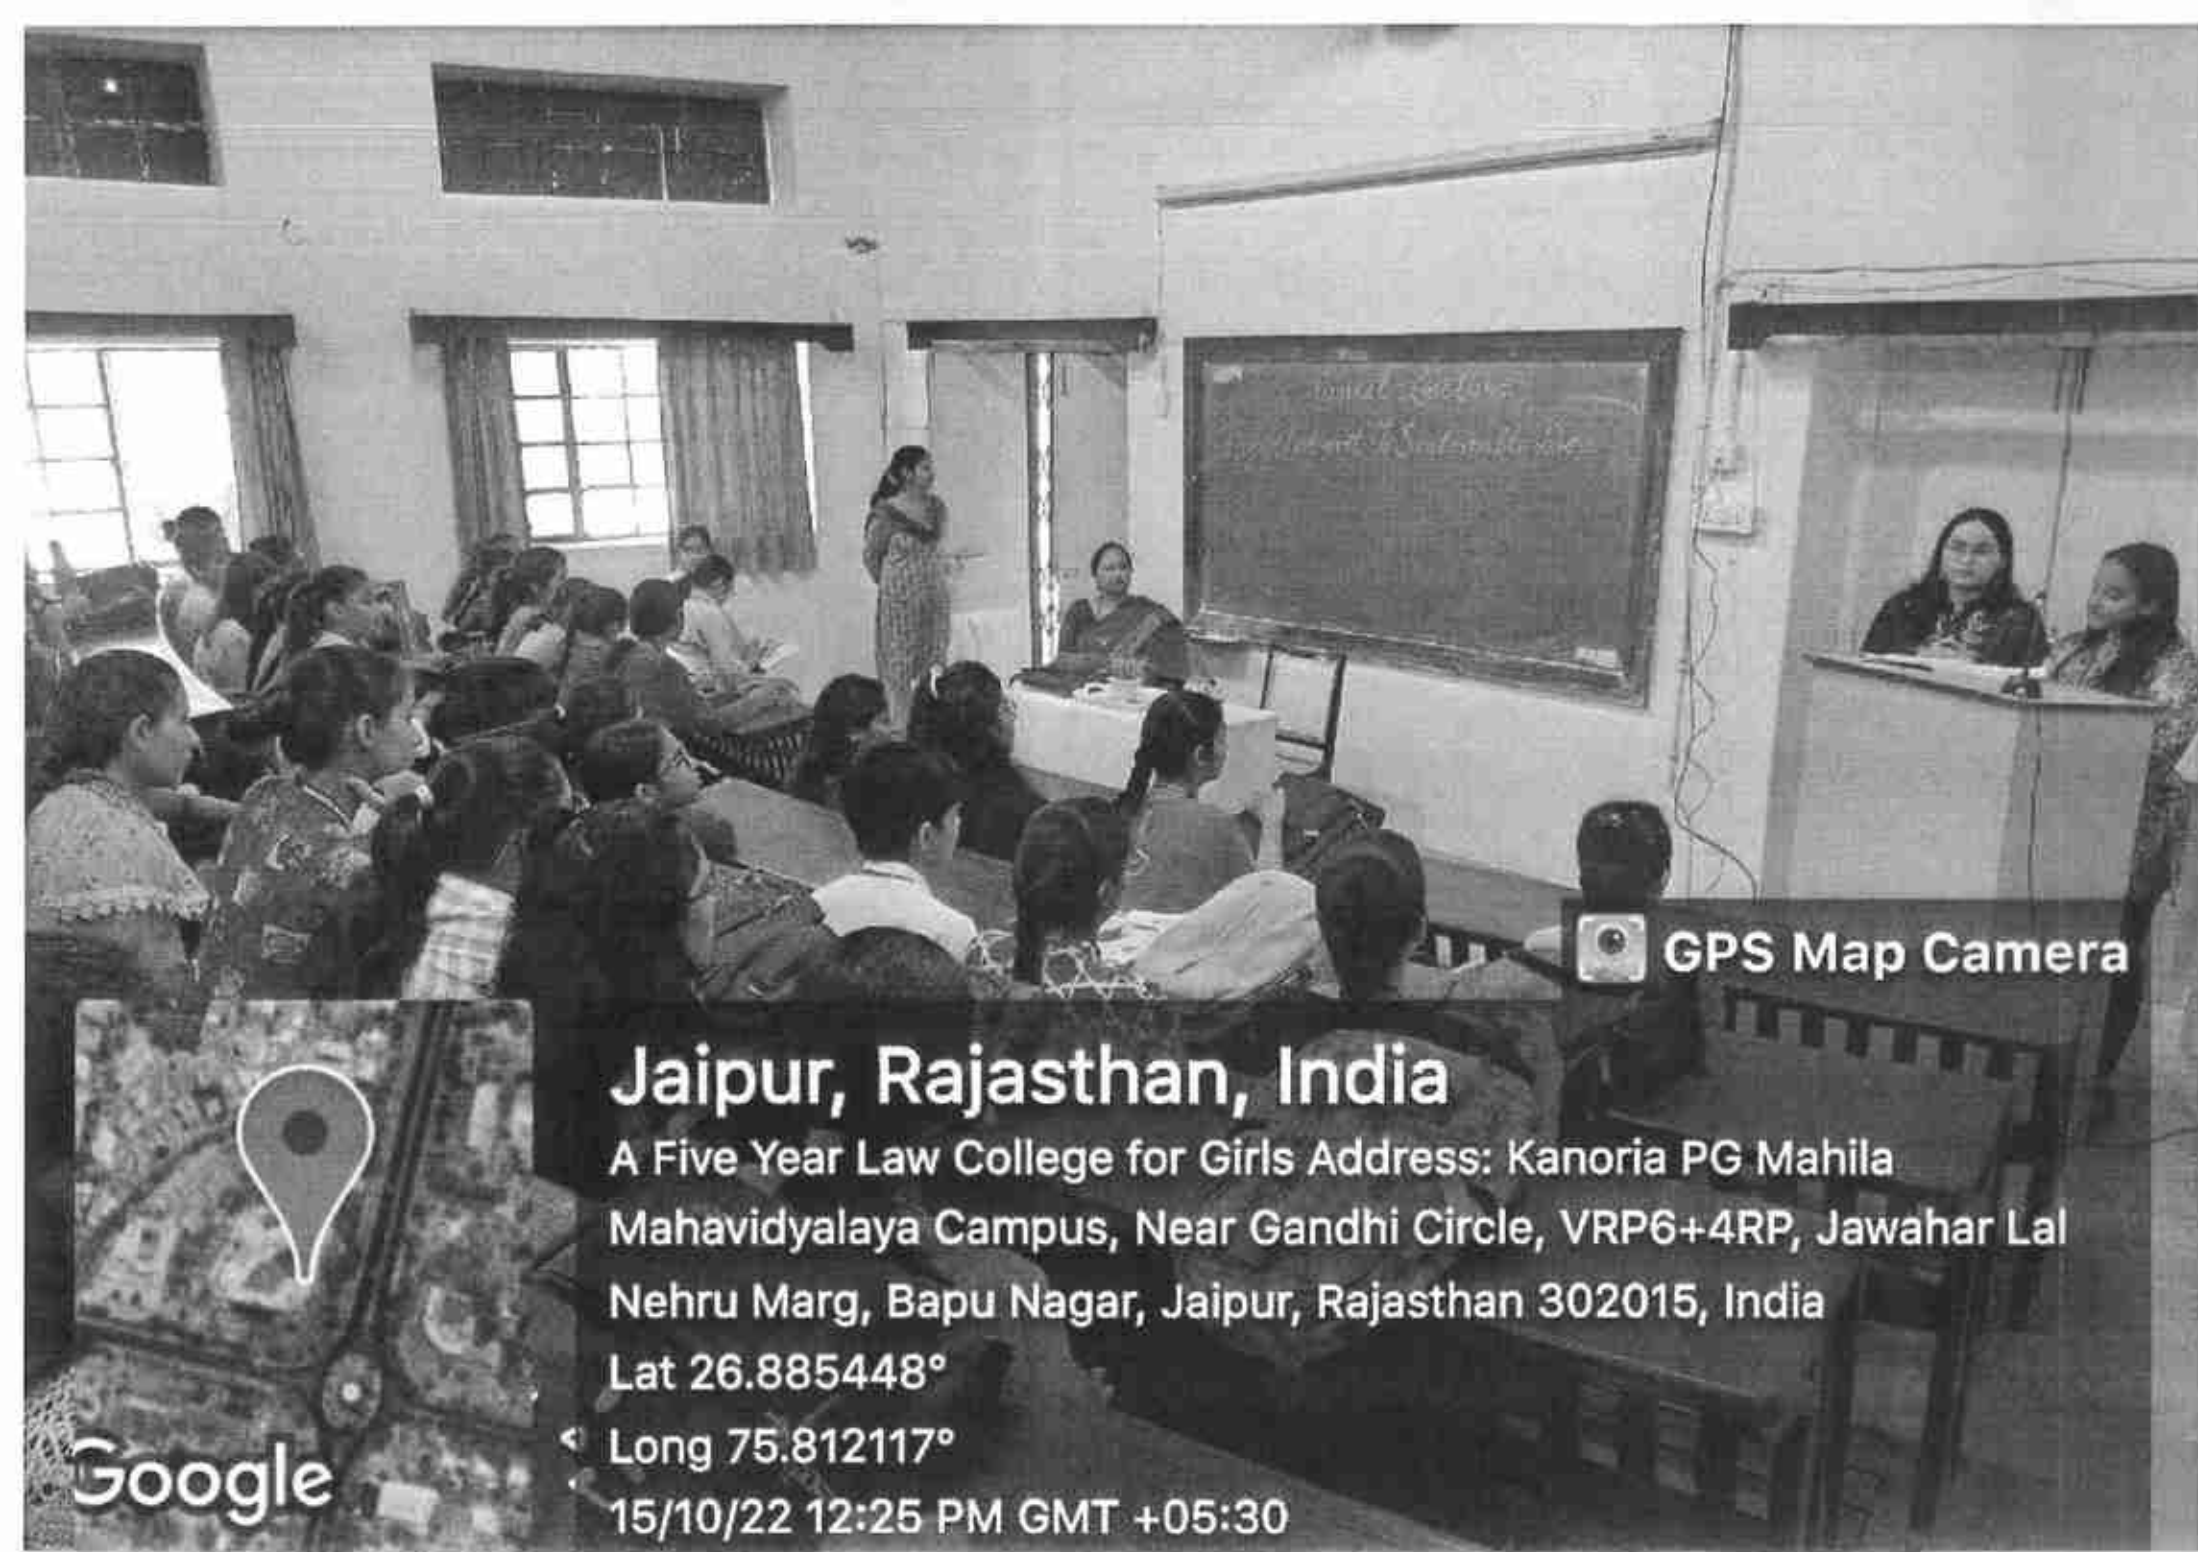 Lecture
GPS Map Camera
Jaipur, Rajasthan, India
A Five Year Law College for Girls Address: Kanoria PG Mahila
Mahavidyalaya Campus, Near Gandhi Circle, VRP6+4RP, Jawahar Lal
Nehru Marg, Bapu Nagar, Jaipur, Rajasthan 302015, India
Lat 26.885448°
Long 75.812117°
15/10/22 12:25 PM GMT +05:30
Google